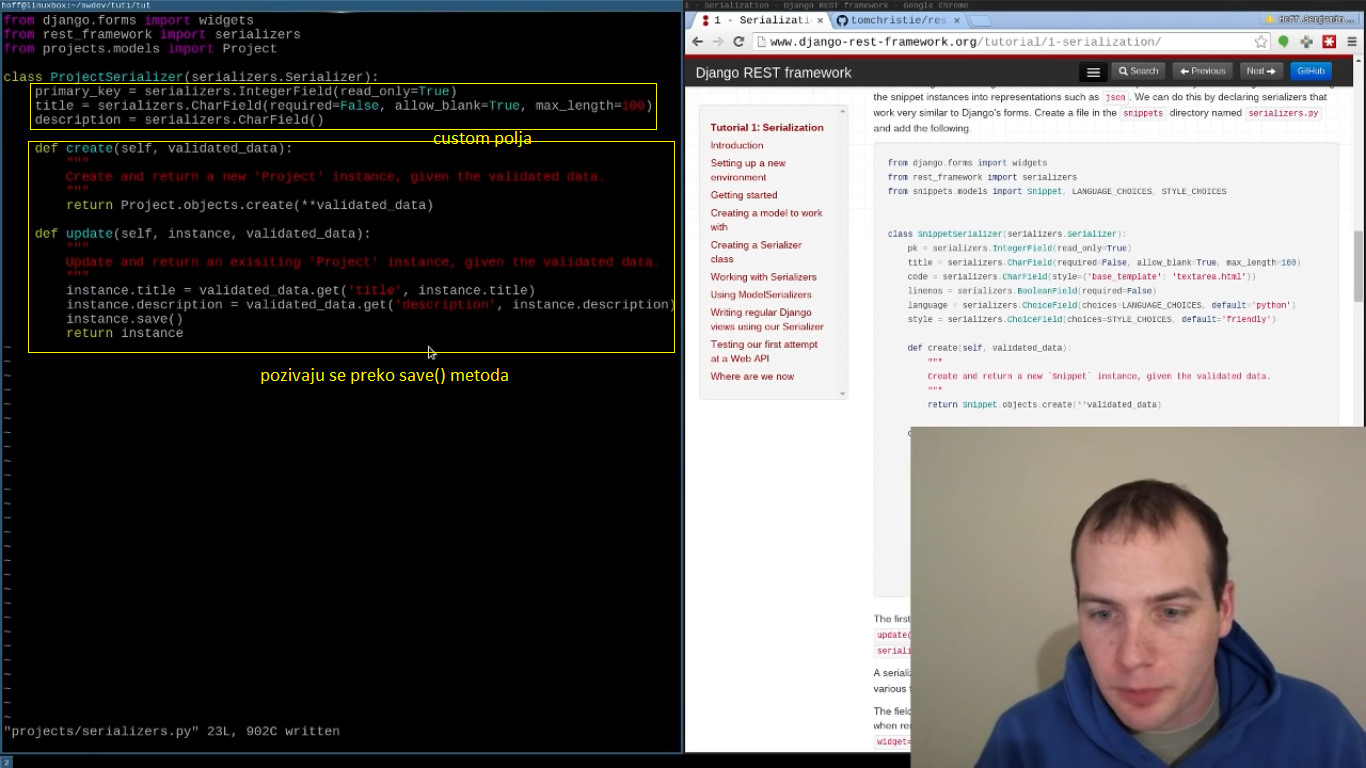 hoff@linuxbox:~/swdev/tut1/tut
from django.forms import widgets
from rest_framework import serializers
from projects.models import Project
class ProjectSerializer(serializers.Serializer):
primary_key = serializers.IntegerField(read_only=True)
title = serializers.CharField(required=False, allow_blank=True, max_length=100)
description = serializers.CharField()
custom polja
def create(self, validated_data):
"""
Create and return a new 'Project' instance, given the validated data.
"""
return Project.objects.create(**validated_data)
def update(self, instance, validated_data):
"""
Update and return an exisiting 'Project' instance, given the validated data.
"""
instance.title = validated_data.get('title', instance.title)
instance.description = validated_data.get('description', instance.description)
instance.save()
return instance
pozivaju se preko save() metoda
"projects/serializers.py" 23L, 902C written
2
1 - Serialization - Django REST framework - Google Chrome
1 - Serializati
tomchristie/res
www.django-rest-framework.org/tutorial/1-serialization/
Django REST framework
Search
Previous
Next
GitHub
Tutorial 1: Serialization
Introduction
Setting up a new
environment
Getting started
Creating a model to work
with
Creating a Serializer
class
Working with Serializers
Using ModelSerializers
Writing regular Django
views using our Serializer
Testing our first attempt
at a Web API
Where are we now
the snippet instances into representations such as json. We can do this by declaring serializers that
work very similar to Django's forms. Create a file in the snippets directory named serializers.py
and add the following.
from django.forms import widgets
from rest_framework import serializers
from snippets.models import Snippet, LANGUAGE_CHOICES, STYLE_CHOICES
class SnippetSerializer(serializers.Serializer):
pk = serializers.IntegerField(read_only=True)
title = serializers.CharField(required=False, allow_blank=True, max_length=100)
code = serializers.CharField(style={'base_template': 'textarea.html'})
linenos = serializers.BooleanField(required=False)
language = serializers.ChoiceField(choices=LANGUAGE_CHOICES, default='python')
style = serializers.ChoiceField(choices=STYLE_CHOICES, default='friendly')
def create(self, validated_data):
"""
Create and return a new `Snippet` instance, given the validated data.
"""
return Snippet.objects.create(**validated_data)
The first
update(
seriali
A serializ
various
The field
when re
widget=